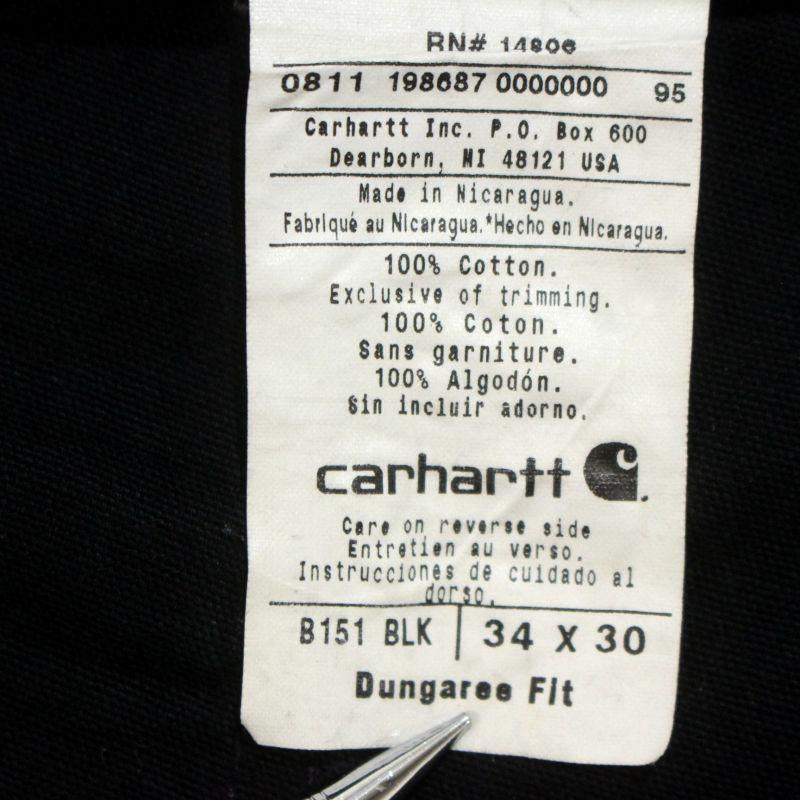 RN# 14806
0811 198687 0000000 95
Carhartt Inc. P.O. Box 600
Dearborn, MI 48121 USA
Made in Nicaragua.
Fabriqué au Nicaragua.*Hecho en Nicaragua.
100% Cotton.
Exclusive of trimming.
100% Coton.
Sans garniture.
100% Algodón.
Sin incluir adorno.
carhartt
Care on reverse side
Entretien au verso.
Instrucciones de cuidado al
dorso.
B151 BLK 34 X 30
Dungaree Fit